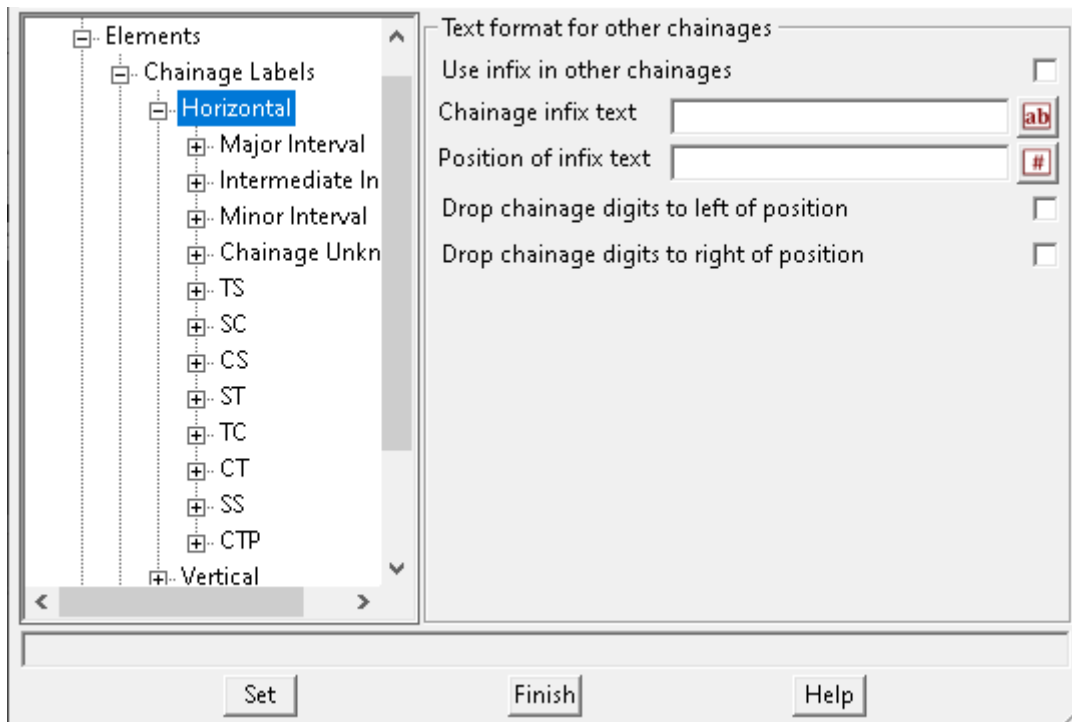 Elements
Chainage Labels
Horizontal
Major Interval
Intermediate In
Minor Interval
Chainage Unkn
TS
SC
CS
ST
TC
CT
SS
CTP
Vertical
Text format for other chainages
Use infix in other chainages
Chainage infix text
ab
Position of infix text
#
Drop chainage digits to left of position
Drop chainage digits to right of position
Set
Finish
Help